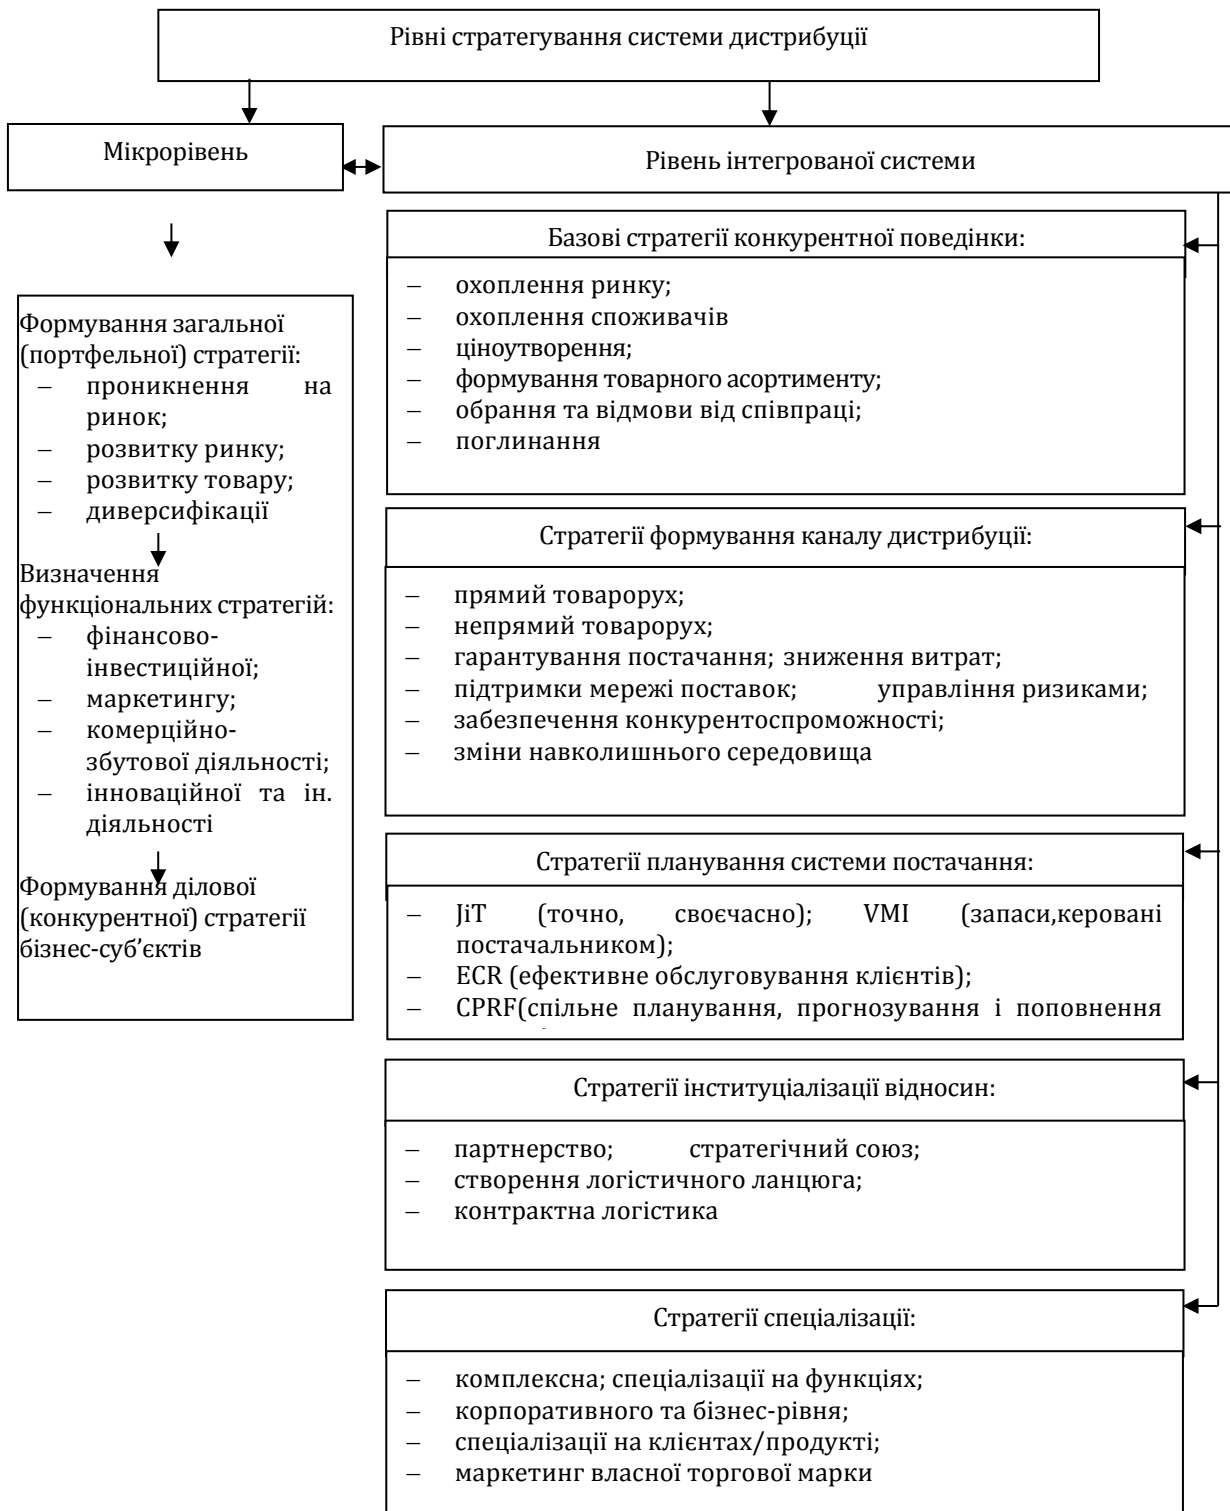 Рівні стратегування системи дистрибуції
Мікрорівень
Рівень інтегрованої системи
Формування загальної
(портфельної) стратегії:
– проникнення на
ринок;
– розвитку ринку;
– розвитку товару;
– диверсифікації
Визначення
функціональних стратегій:
– фінансово-
інвестиційної;
– маркетингу;
– комерційно-
збутової діяльності;
– інноваційної та ін.
діяльності
Формування ділової
(конкурентної) стратегії
бізнес-суб’єктів
Базові стратегії конкурентної поведінки:
– охоплення ринку;
– охоплення споживачів
– ціноутворення;
– формування товарного асортименту;
– обрання та відмови від співпраці;
– поглинання
Стратегії формування каналу дистрибуції:
– прямий товарорух;
– непрямий товарорух;
– гарантування постачання; зниження витрат;
– підтримки мережі поставок; управління ризиками;
– забезпечення конкурентоспроможності;
– зміни навколишнього середовища
Стратегії планування системи постачання:
– JiT (точно, своєчасно); VMI (запаси,керовані
постачальником);
– ECR (ефективне обслуговування клієнтів);
– CPRF(спільне планування, прогнозування і поповнення
Стратегії інституціалізації відносин:
– партнерство; стратегічний союз;
– створення логістичного ланцюга;
– контрактна логістика
Стратегії спеціалізації:
– комплексна; спеціалізації на функціях;
– корпоративного та бізнес-рівня;
– спеціалізації на клієнтах/продукті;
– маркетинг власної торгової марки